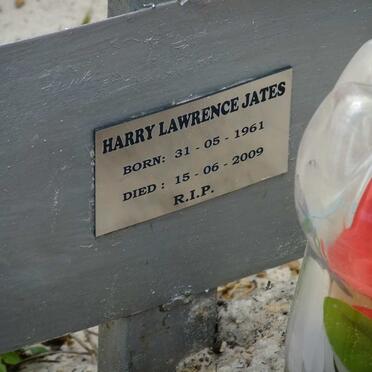 HARRY LAWRENCE JATES
BORN: 31 - 05 - 1961
DIED : 15 - 06 - 2009
R.I.P.